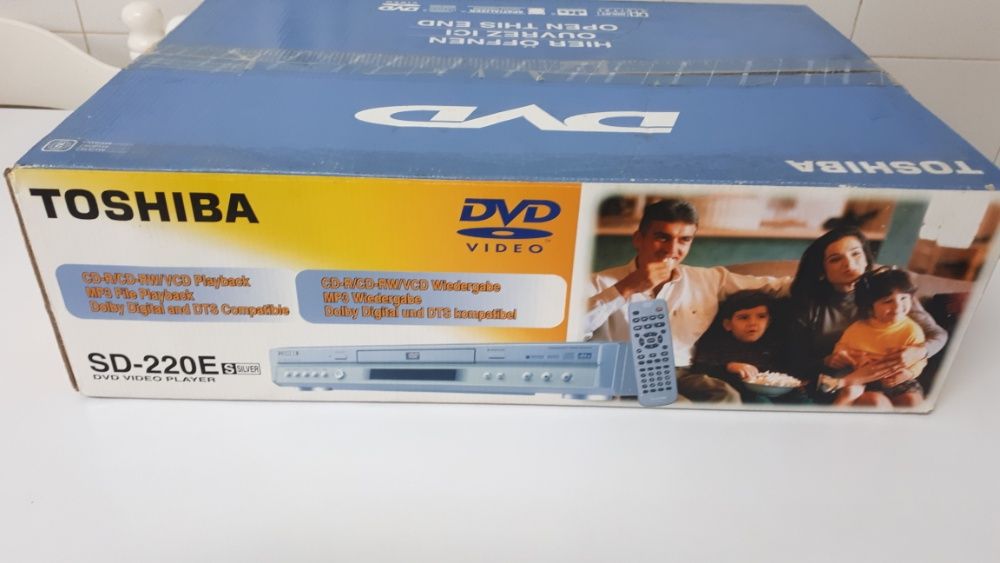 HIER ÖFFNEN
OUVREZ ICI
OPEN THIS END
DVD
DVD
TOSHIBA
TOSHIBA
DVD
VIDEO
CD-R/CD-RW/VCD Playback
MP3 File Playback
Dolby Digital and DTS Compatible
CD-R/CD-RW/VCD Wiedergabe
MP3 Wiedergabe
Dolby Digital und DTS kompatibel
SD-220E S SILVER
DVD VIDEO PLAYER